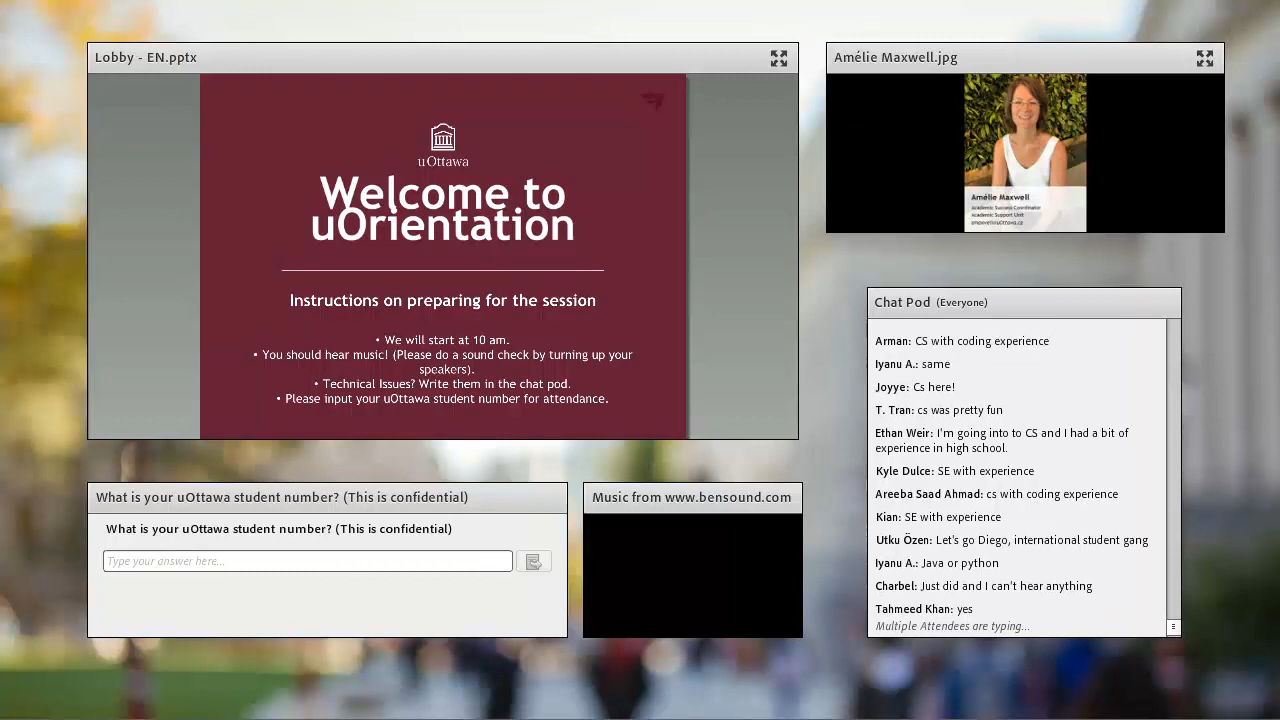 Lobby - EN.pptx
uOttawa
Welcome to
uOrientation
Instructions on preparing for the session
• We will start at 10 am.
• You should hear music! (Please do a sound check by turning up your
speakers).
• Technical Issues? Write them in the chat pod.
• Please input your uOttawa student number for attendance.
Amélie Maxwell.jpg
Amélie Maxwell
Academic Success Coordinator
Academic Support Unit
Chat Pod (Everyone)
Arman: CS with coding experience
Iyanu A.: same
Joyye: Cs here!
T. Tran: cs was pretty fun
Ethan Weir: I'm going into to CS and I had a bit of
experience in high school.
Kyle Dulce: SE with experience
Areeba Saad Ahmad: cs with coding experience
Kian: SE with experience
Utku Özen: Let's go Diego, international student gang
Iyanu A.: Java or python
Charbel: Just did and I can't hear anything
Tahmeed Khan: yes
Multiple Attendees are typing...
What is your uOttawa student number? (This is confidential)
What is your uOttawa student number? (This is confidential)
Type your answer here...
Music from www.bensound.com